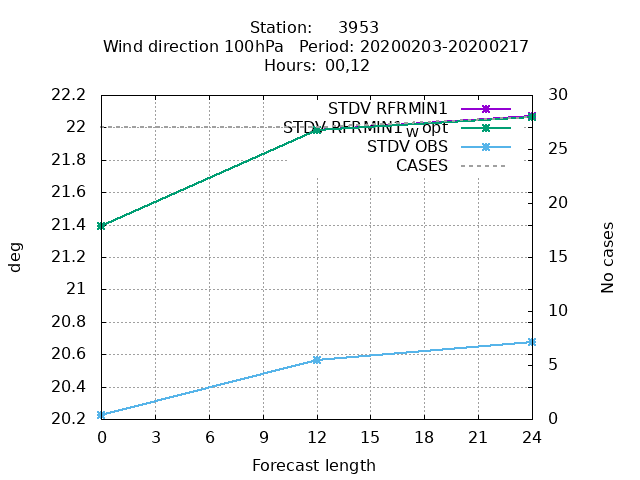 Station: 3953
Wind direction 100hPa Period: 20200203-20200217
Hours: 00,12
22.2 30
STDV RFRMIN1
22 STDV RFRMIN1_w opt
25
21.8 STDV OBS
CASES
21.6
20
21.4
deg
21.2 15
No cases
21
20.8 10
20.6
5
20.4
20.2 0
0 3 6 9 12 15 18 21 24
Forecast length